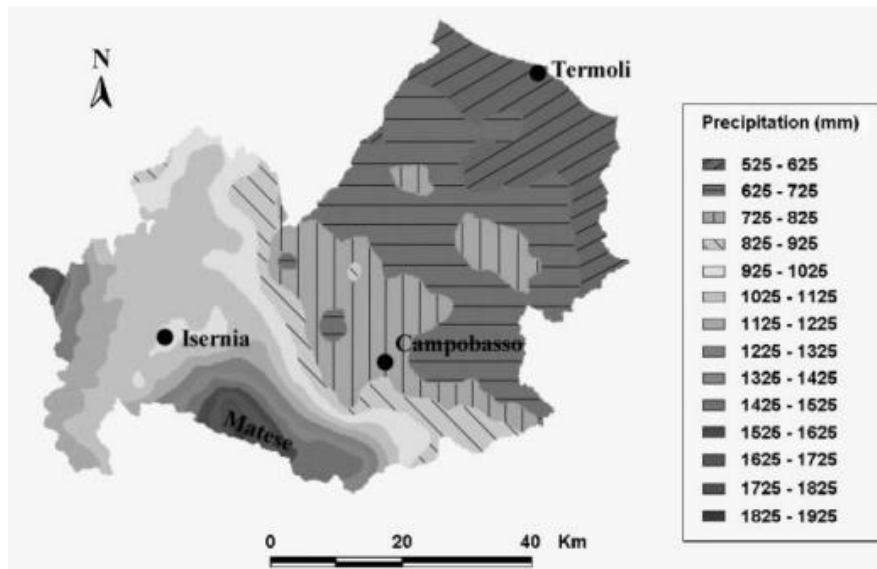 N
Termoli
Isernia
Campobasso
Matese
Precipitation (mm)
525 - 625
625 - 725
725 - 825
825 - 925
925 - 1025
1025 - 1125
1125 - 1225
1225 - 1325
1325 - 1425
1425 - 1525
1525 - 1625
1625 - 1725
1725 - 1825
1825 - 1925
0 20 40 Km